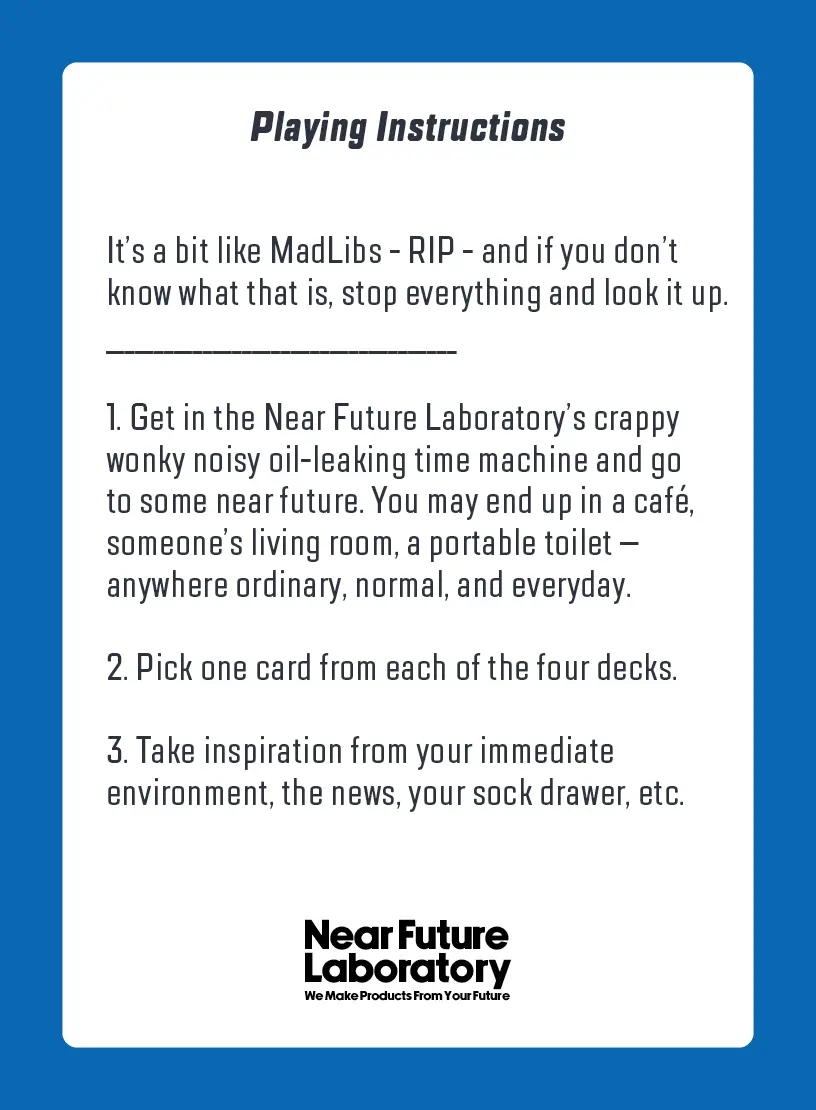 Playing Instructions
It’s a bit like MadLibs - RIP - and if you don’t
know what that is, stop everything and look it up.
___________________________________
1. Get in the Near Future Laboratory’s crappy
wonky noisy oil-leaking time machine and go
to some near future. You may end up in a café,
someone’s living room, a portable toilet –
anywhere ordinary, normal, and everyday.
2. Pick one card from each of the four decks.
3. Take inspiration from your immediate
environment, the news, your sock drawer, etc.
Near Future
Laboratory
We Make Products From Your Future